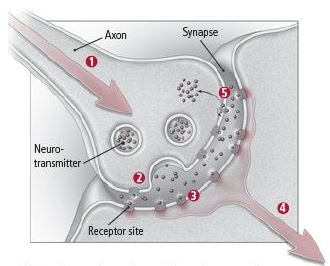 Axon
Synapse
1
5
Neuro-
transmitter
2
3
4
Receptor site